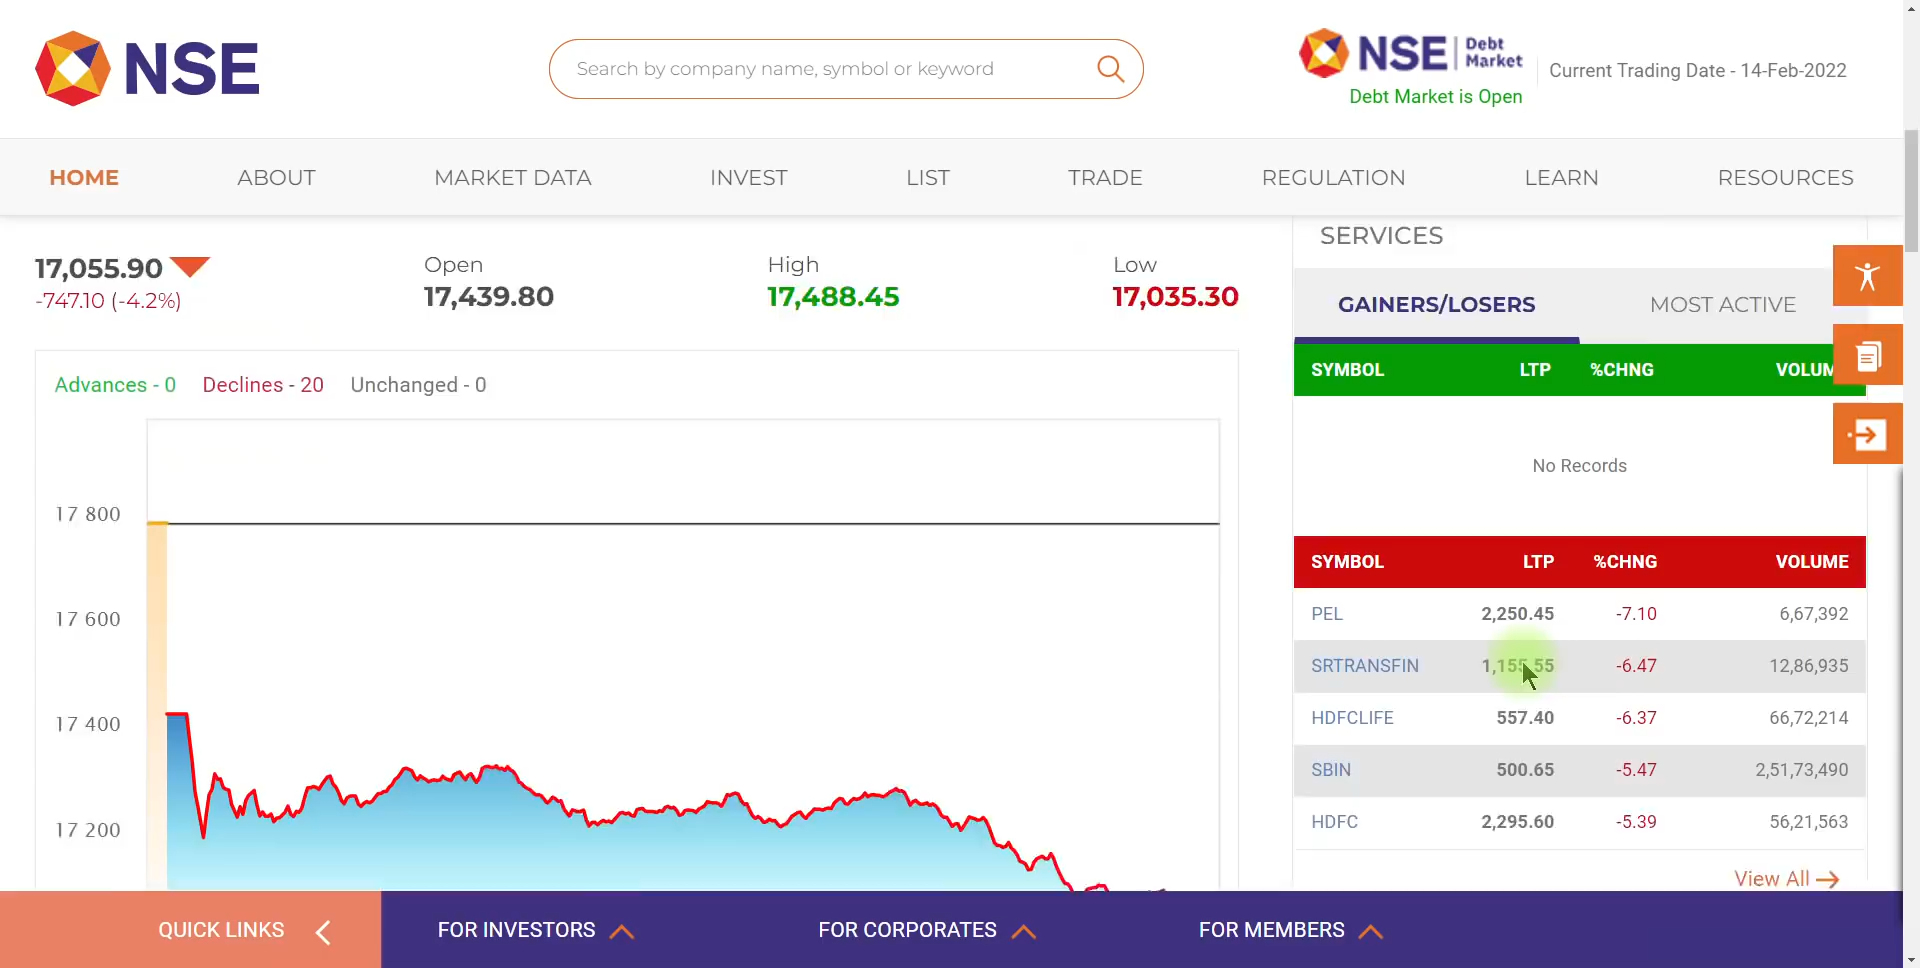 NSE
Search by company name, symbol or keyword
NSE Debt Market
Debt Market is Open
Current Trading Date - 14-Feb-2022
HOME ABOUT MARKET DATA INVEST LIST TRADE REGULATION LEARN RESOURCES
17,055.90
-747.10 (-4.2%)
Open
17,439.80
High
17,488.45
Low
17,035.30
Advances - 0 Declines - 20 Unchanged - 0
17 800
17 600
17 400
17 200
SERVICES
GAINERS/LOSERS MOST ACTIVE
SYMBOL LTP %CHNG VOLUM
No Records
SYMBOL LTP %CHNG VOLUME
PEL 2,250.45 -7.10 6,67,392
SRTRANSFIN 1,155.55 -6.47 12,86,935
HDFCLIFE 557.40 -6.37 66,72,214
SBIN 500.65 -5.47 2,51,73,490
HDFC 2,295.60 -5.39 56,21,563
View All
QUICK LINKS FOR INVESTORS FOR CORPORATES FOR MEMBERS